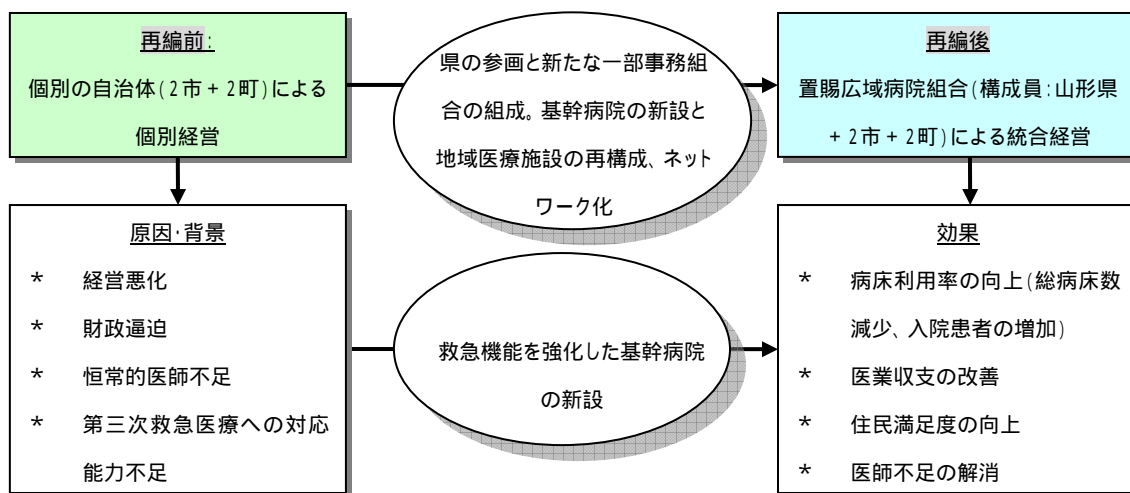 再編前:
個別の自治体(2市+2町)による
個別経営
県の参画と新たな一部事務組
合の組成。基幹病院の新設と
地域医療施設の再構成、ネット
ワーク化
再編後
置賜広域病院組合(構成員:山形県
+2市+2町)による統合経営
原因・背景
* 経営悪化
* 財政逼迫
* 恒常的医師不足
* 第三次救急医療への対応
能力不足
救急機能を強化した基幹病院
の新設
効果
* 病床利用率の向上(総病床数
減少、入院患者の増加)
* 医業収支の改善
* 住民満足度の向上
* 医師不足の解消